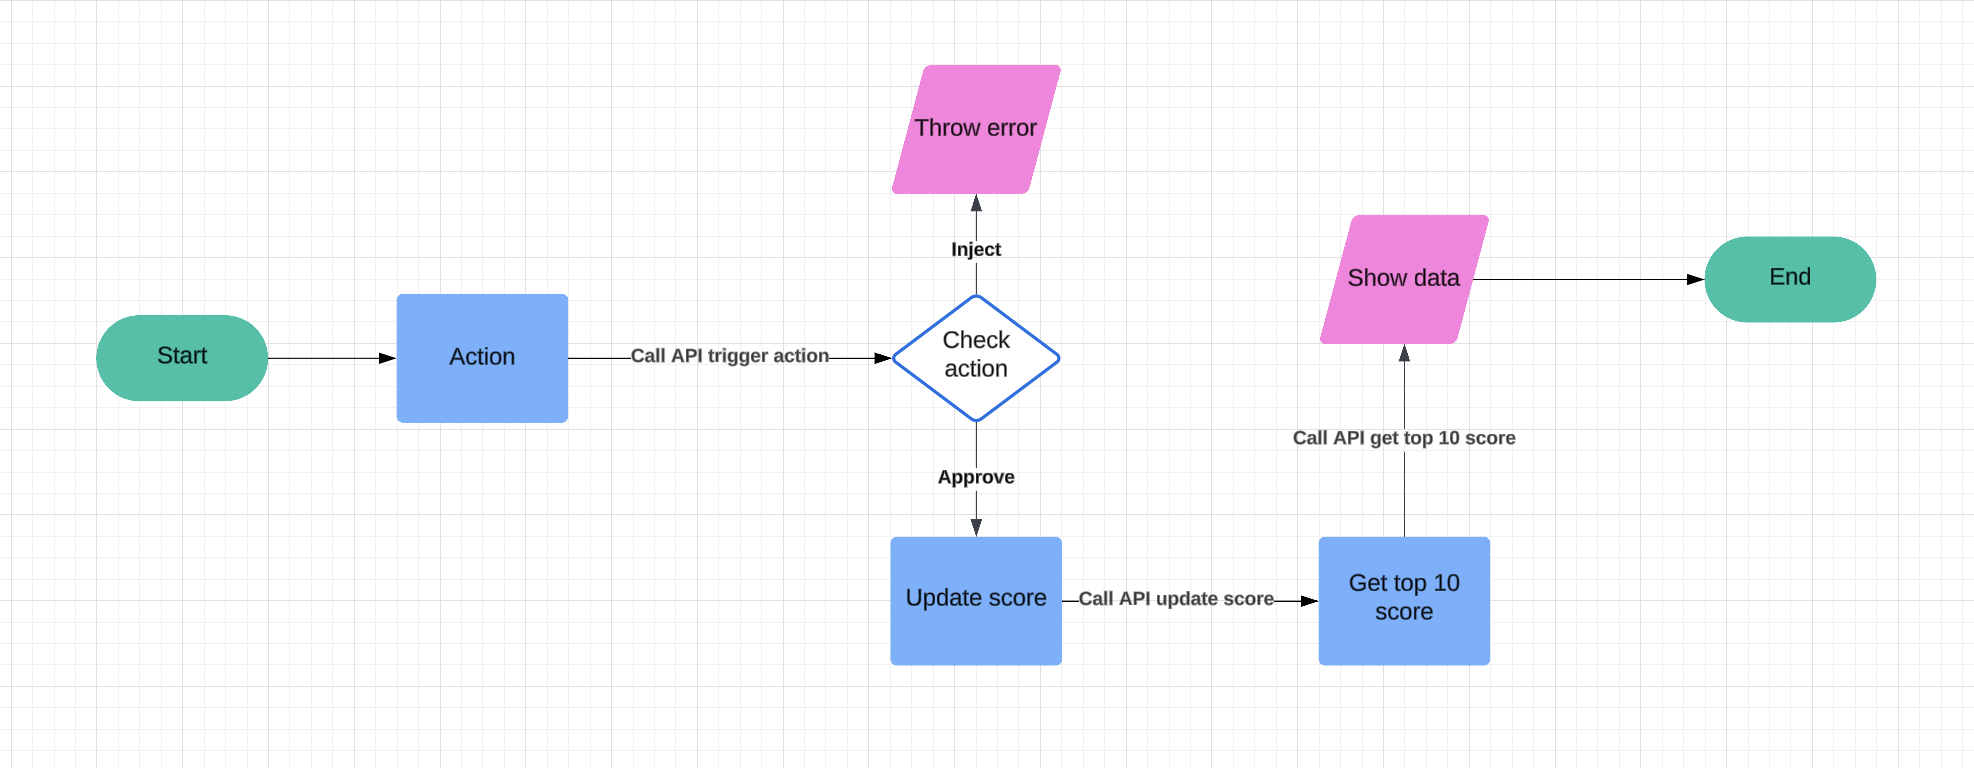 Throw error
Inject
Start
Action
Call API trigger action
Check
action
Approve
Update score
Call API update score
Get top 10
score
Call API get top 10 score
Show data
End